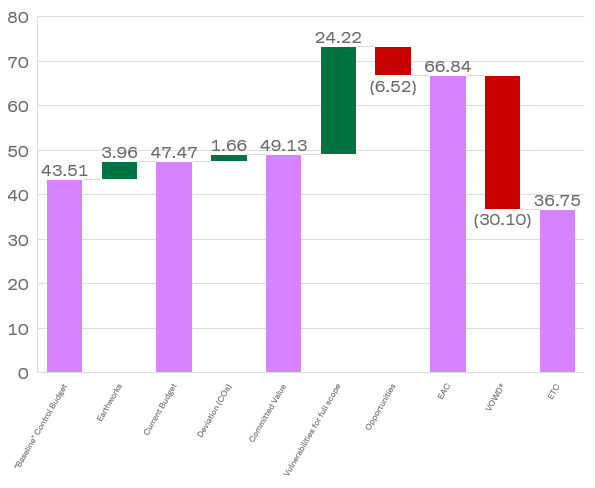 80
70
60
50
40
30
20
10
0
43.51
3.96
47.47
1.66
49.13
24.22
(6.52)
66.84
(30.10)
36.75
"Baseline" Control Budget
Earthworks
Current Budget
Deviation (COs)
Committed Value
Vulnerabilities for full scope
Opportunities
EAC
VOWD*
ETC